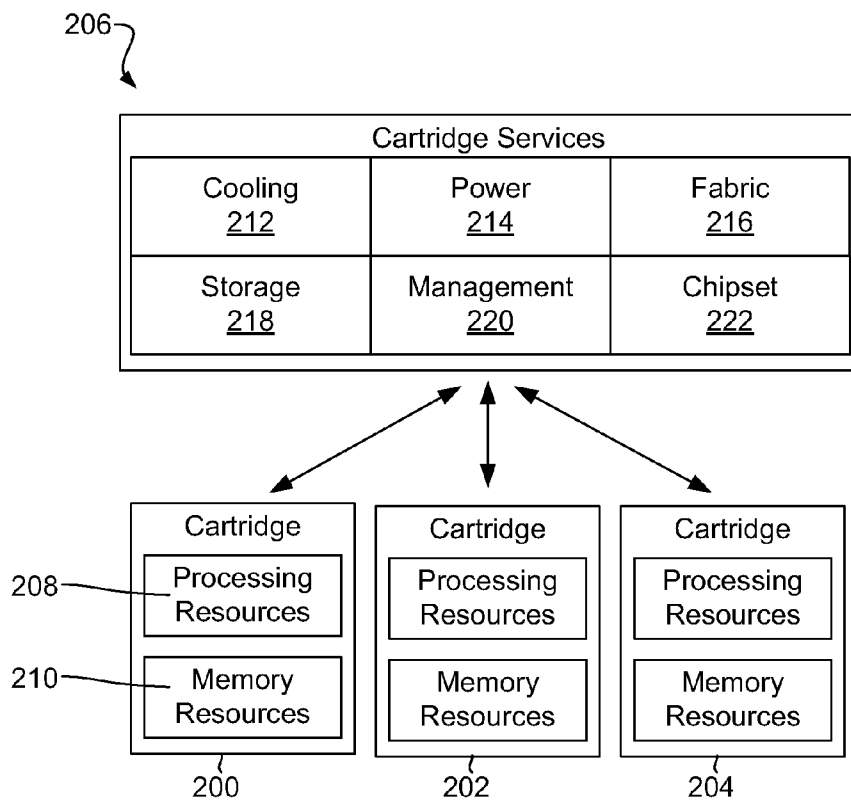 206
Cartridge Services
Cooling Power Fabric
212 214 216
Storage Management Chipset
218 220 222
Cartridge Cartridge Cartridge
208 Processing Processing Processing
Resources Resources Resources
210 Memory Memory Memory
Resources Resources Resources
200 202 204